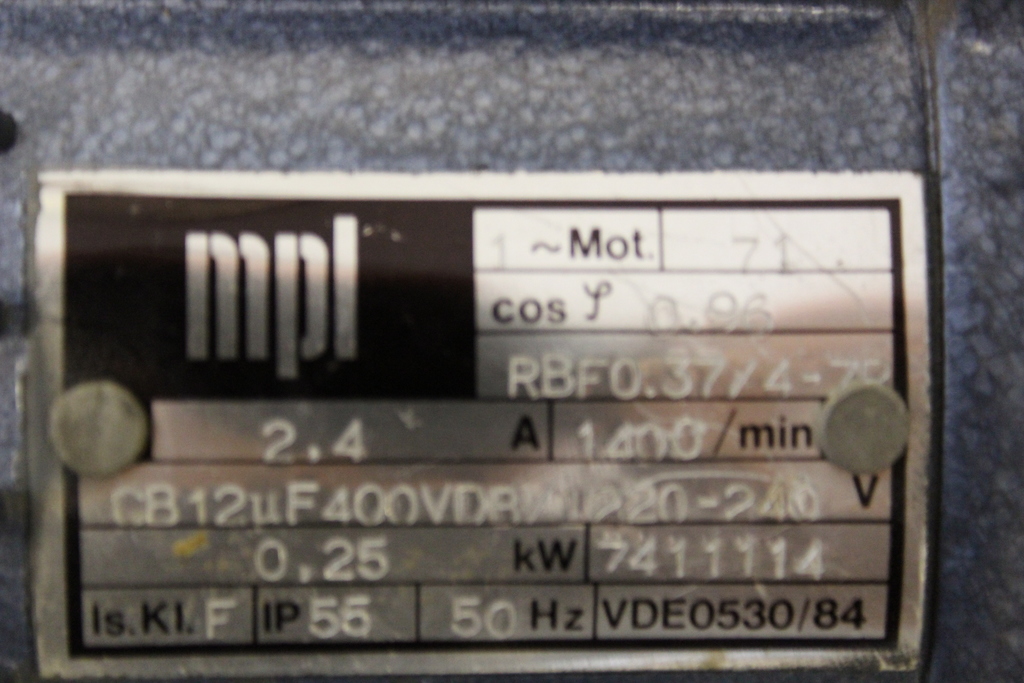 mpl
1 ~ Mot. 71
cos φ 0.96
RBF0.37/4-7
2.4 A 1400 /min
CB12µF400VDB 220-240 V
0,25 kW 7411114
Is.Kl. F IP 55 50 Hz VDE0530/84